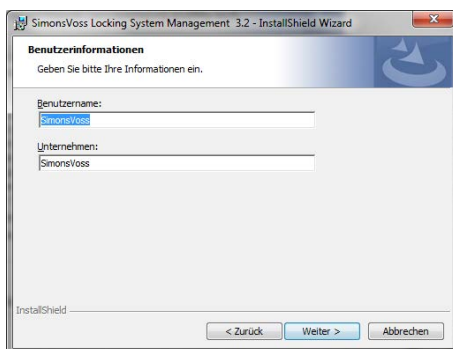 SimonsVoss Locking System Management 3.2 - InstallShield Wizard
Benutzerinformationen
Geben Sie bitte Ihre Informationen ein.
Benutzername:
SimonsVoss
Unternehmen:
SimonsVoss
InstallShield
< Zurück
Weiter >
Abbrechen